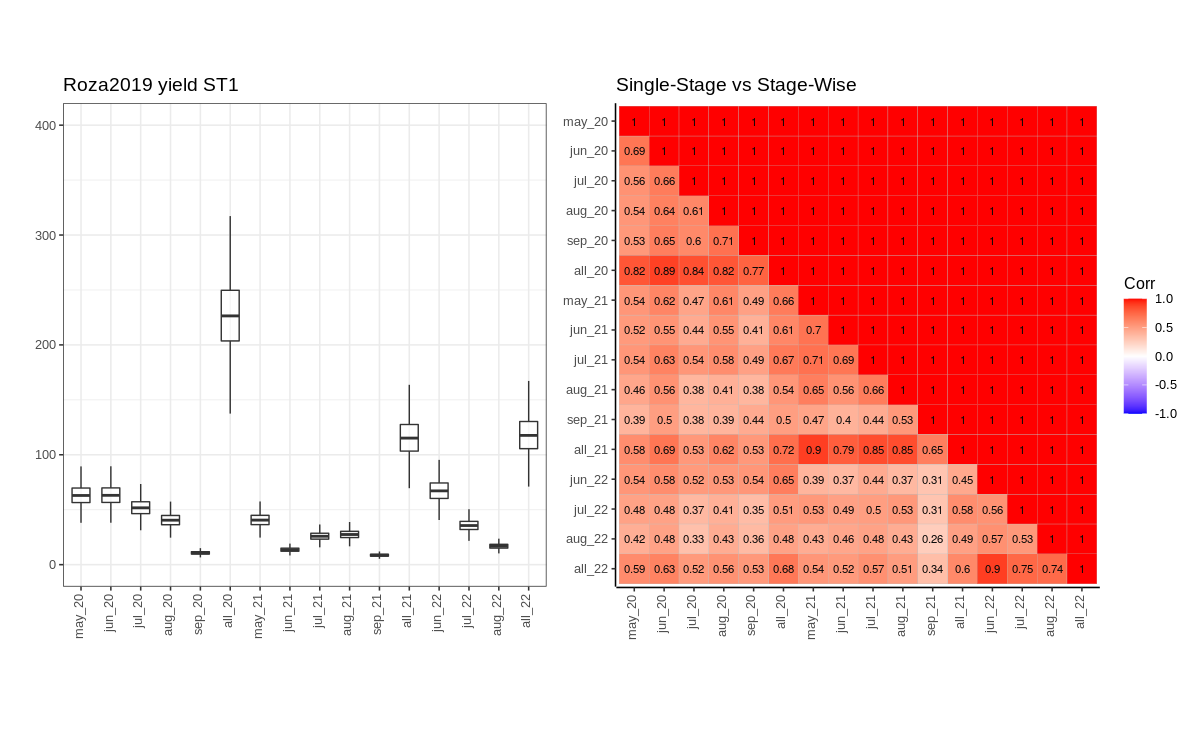 Roza2019 yield ST1
400
300
200
100
0
may_20 jun_20 jul_20 aug_20 sep_20 all_20 may_21 jun_21 jul_21 aug_21 sep_21 all_21 jun_22 jul_22 aug_22 all_22
Single-Stage vs Stage-Wise
may_20 1 1 1 1 1 1 1 1 1 1 1 1 1 1 1 1
jun_20 0.69 1 1 1 1 1 1 1 1 1 1 1 1 1 1 1
jul_20 0.56 0.66 1 1 1 1 1 1 1 1 1 1 1 1 1 1
aug_20 0.54 0.64 0.61 1 1 1 1 1 1 1 1 1 1 1 1 1
sep_20 0.53 0.65 0.6 0.71 1 1 1 1 1 1 1 1 1 1 1 1
all_20 0.82 0.89 0.84 0.82 0.77 1 1 1 1 1 1 1 1 1 1 1
may_21 0.54 0.62 0.47 0.61 0.49 0.66 1 1 1 1 1 1 1 1 1 1
jun_21 0.52 0.55 0.44 0.55 0.41 0.61 0.7 1 1 1 1 1 1 1 1 1
jul_21 0.54 0.63 0.54 0.58 0.49 0.67 0.71 0.69 1 1 1 1 1 1 1 1
aug_21 0.46 0.56 0.38 0.41 0.38 0.54 0.65 0.56 0.66 1 1 1 1 1 1 1
sep_21 0.39 0.5 0.38 0.39 0.44 0.5 0.47 0.4 0.44 0.53 1 1 1 1 1 1
all_21 0.58 0.69 0.53 0.62 0.53 0.72 0.9 0.79 0.85 0.85 0.65 1 1 1 1 1
jun_22 0.54 0.58 0.52 0.53 0.54 0.65 0.39 0.37 0.44 0.37 0.31 0.45 1 1 1 1
jul_22 0.48 0.48 0.37 0.41 0.35 0.51 0.53 0.49 0.5 0.53 0.31 0.58 0.56 1 1 1
aug_22 0.42 0.48 0.33 0.43 0.36 0.48 0.43 0.46 0.48 0.43 0.26 0.49 0.57 0.53 1 1
all_22 0.59 0.63 0.52 0.56 0.53 0.68 0.54 0.52 0.57 0.51 0.34 0.6 0.9 0.75 0.74 1
may_20 jun_20 jul_20 aug_20 sep_20 all_20 may_21 jun_21 jul_21 aug_21 sep_21 all_21 jun_22 jul_22 aug_22 all_22
Corr
1.0
0.5
0.0
-0.5
-1.0